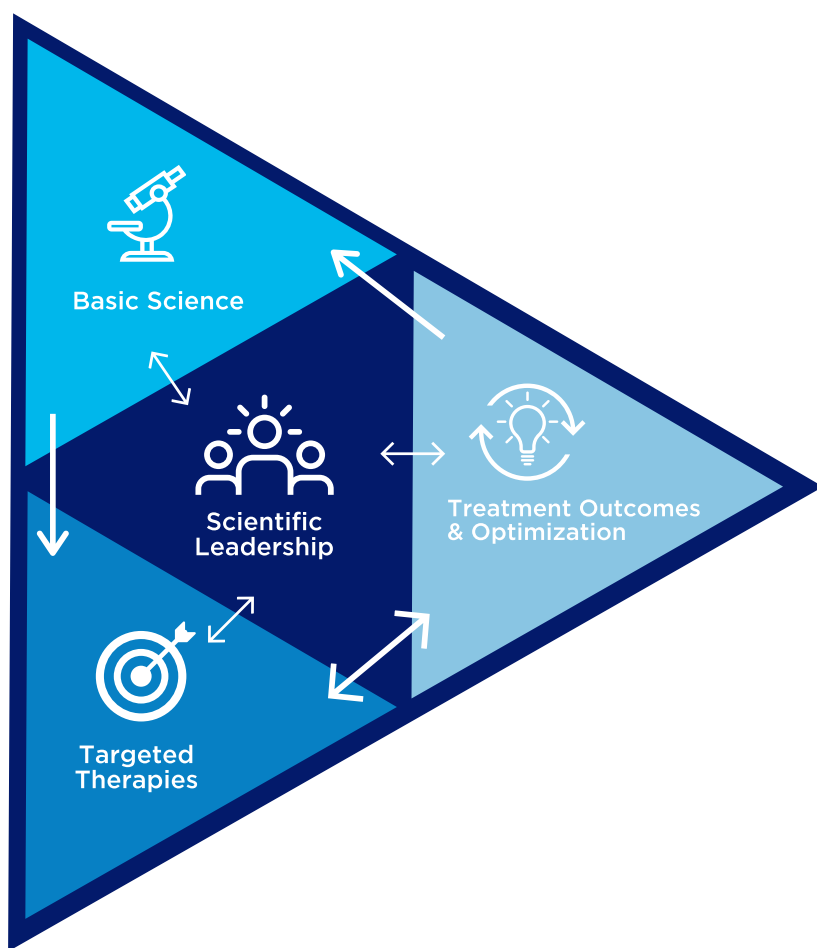 Basic Science
Scientific
Leadership
Treatment Outcomes
& Optimization
Targeted
Therapies